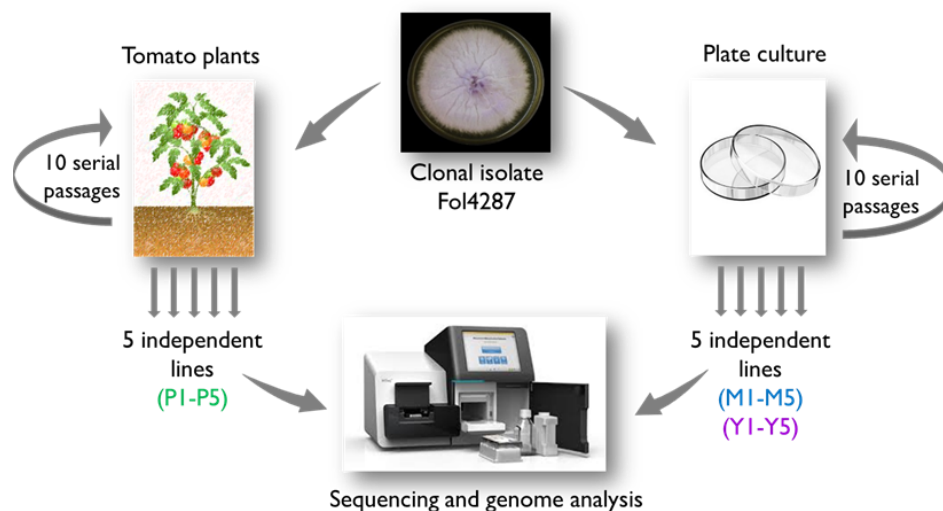 Tomato plants
Plate culture
10 serial
passages
10 serial
passages
Clonal isolate
Fol4287
5 independent
lines
(P1-P5)
5 independent
lines
(M1-M5)
(Y1-Y5)
Sequencing and genome analysis